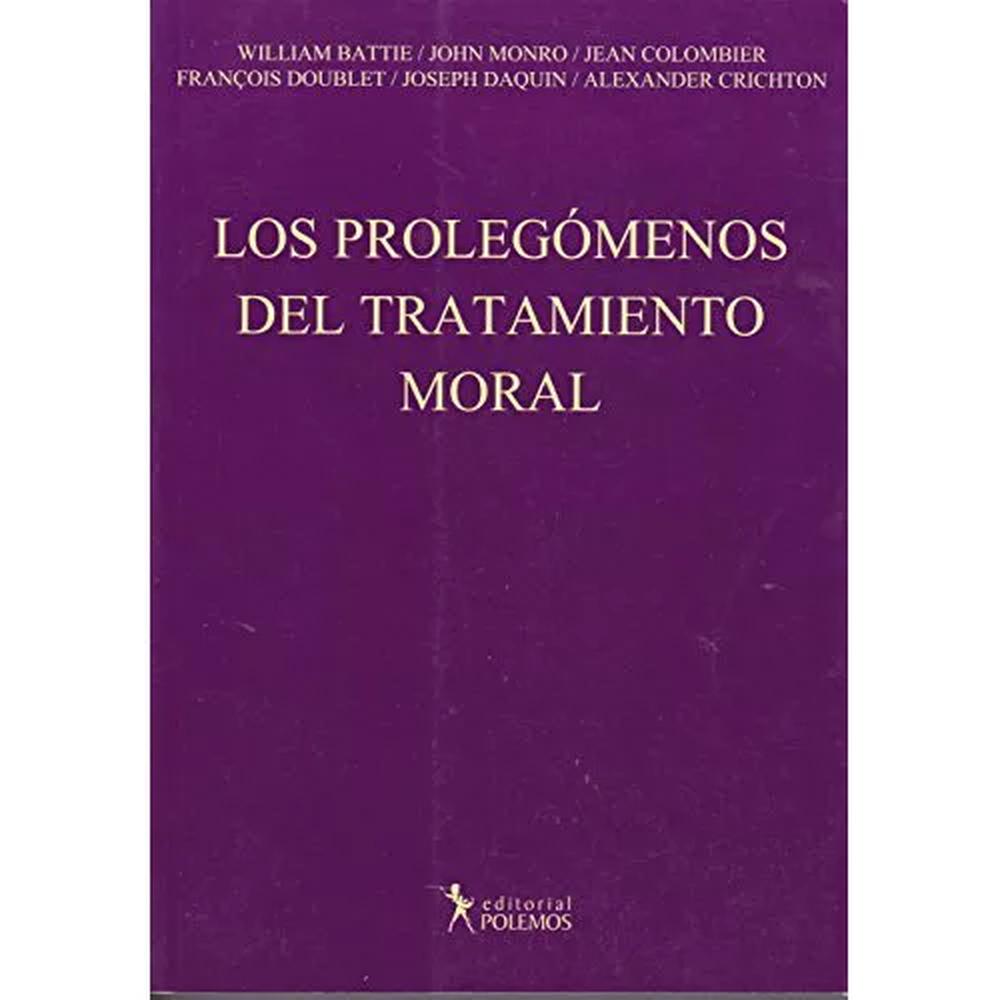 WILLIAM BATTIE / JOHN MONRO / JEAN COLOMBIER
FRANÇOIS DOUBLET / JOSEPH DAQUIN / ALEXANDER CRICHTON
LOS PROLEGÓMENOS
DEL TRATAMIENTO
MORAL
editorial
POLEMOS